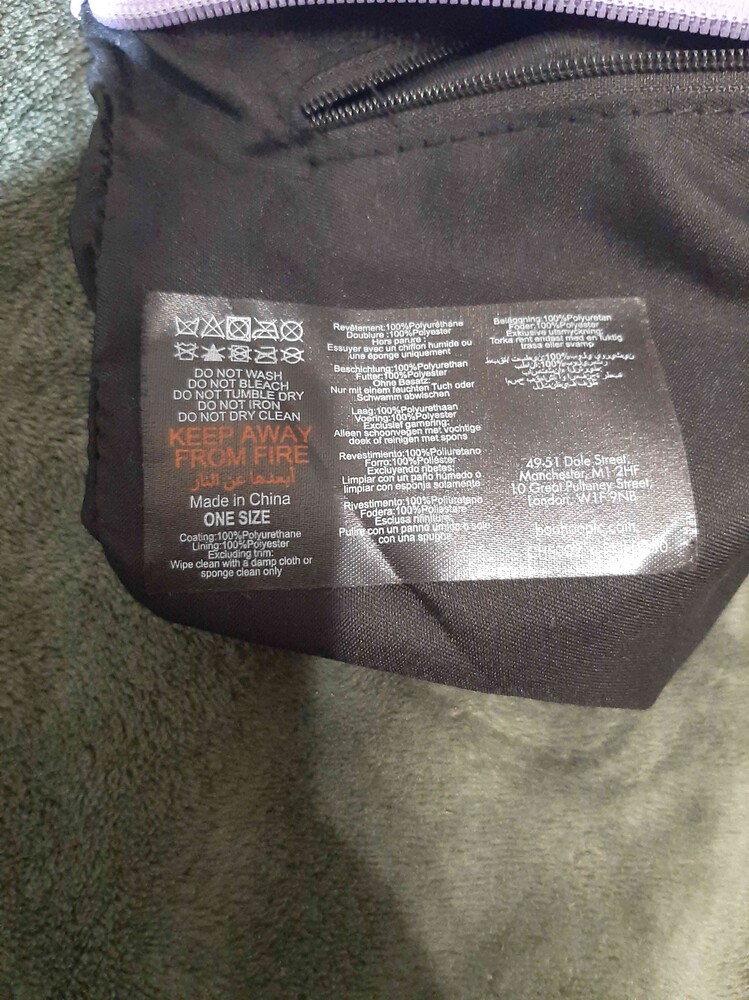 DO NOT WASH
DO NOT BLEACH
DO NOT TUMBLE DRY
DO NOT IRON
DO NOT DRY CLEAN
KEEP AWAY
FROM FIRE
أبعدها عن النار
Made in China
ONE SIZE
Coating:100%Polyurethane
Lining:100%Polyester
Excluding trim:
Wipe clean with a damp cloth or
sponge clean only
Revêtement:100%Polyuréthane
Doublure :100%Polyester
Hors parure :
Essuyer avec un chiffon humide ou
une éponge uniquement
Beschichtung:100%Polyurethan
Futter:100%Polyester
Ohne Besatz:
Nur mit einem feuchten Tuch oder
Schwamm abwischen
Laag:100%Polyurethaan
Voering:100%Polyester
Exclusief garnering:
Alleen schoonvegen met vochtige
doek of reinigen met spons
Revestimiento:100%Poliuretano
Forro:100%Poliéster
Excluyendo ribetes:
Limpiar con un paño húmedo o
limpiar con esponja solamente
Rivestimento:100%Poliuretano
Fodera:100%Poliestere
Esclusa rifiniture:
Pulire con un panno umido o solo
con una spugna
Beläggning:100%Polyuretan
Foder:100%Polyester
Exklusive utsmyckning:
Torka rent endast med en fuktig
trasa eller svamp
49-51 Dale Street,
Manchester, M1 2HF
10 Great Pulteney Street,
London, W1F 9NB